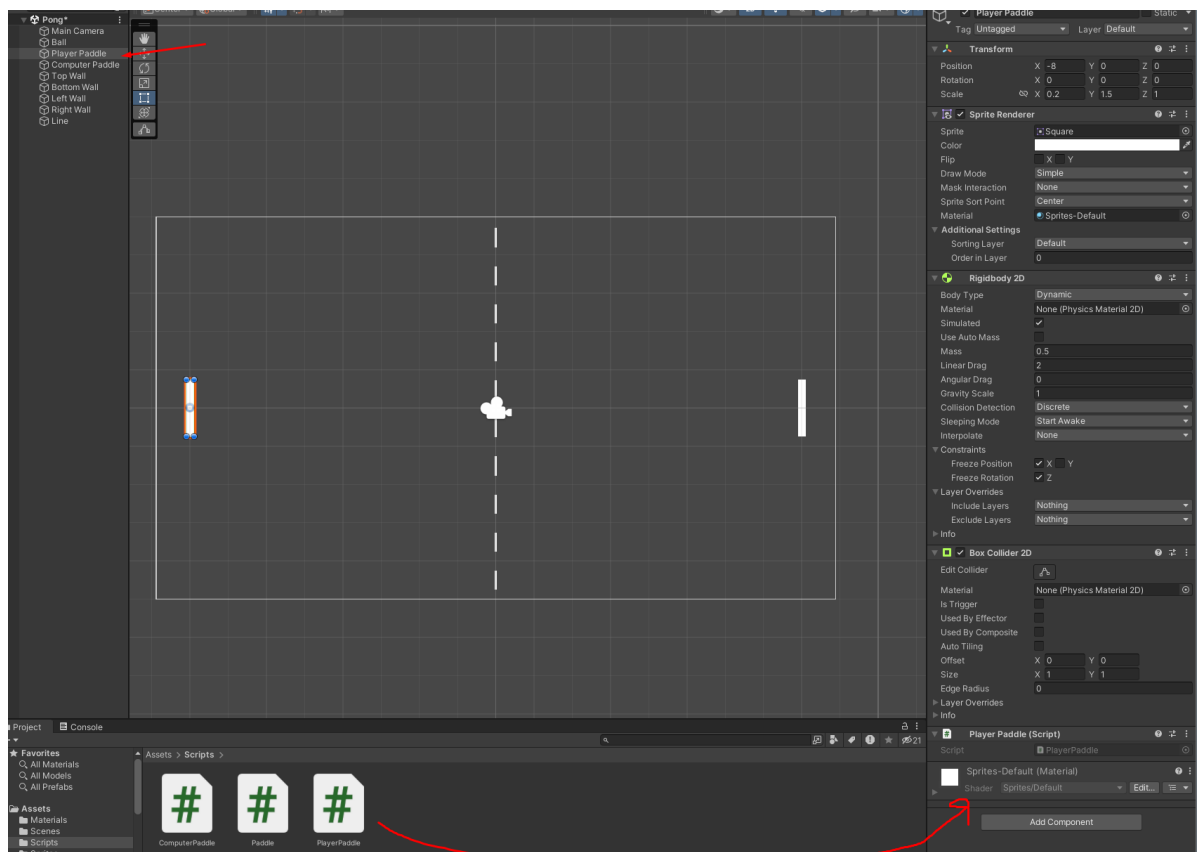 Pong*
Main Camera
Ball
Player Paddle
Computer Paddle
Top Wall
Bottom Wall
Left Wall
Right Wall
Line
Player Paddle Static
Tag Untagged Layer Default
Transform
Position X -8 Y 0 Z 0
Rotation X 0 Y 0 Z 0
Scale X 0.2 Y 1.5 Z 1
Sprite Renderer
Sprite Square
Color
Flip X Y
Draw Mode Simple
Mask Interaction None
Sprite Sort Point Center
Material Sprites-Default
Additional Settings
Sorting Layer Default
Order in Layer 0
Rigidbody 2D
Body Type Dynamic
Material None (Physics Material 2D)
Simulated
Use Auto Mass
Mass 0.5
Linear Drag 2
Angular Drag 0
Gravity Scale 1
Collision Detection Discrete
Sleeping Mode Start Awake
Interpolate None
Constraints
Freeze Position X Y
Freeze Rotation Z
Layer Overrides
Include Layers Nothing
Exclude Layers Nothing
Info
Box Collider 2D
Edit Collider
Material None (Physics Material 2D)
Is Trigger
Used By Effector
Used By Composite
Auto Tiling
Offset X 0 Y 0
Size X 1 Y 1
Edge Radius 0
Layer Overrides
Info
Player Paddle (Script)
Script PlayerPaddle
Sprites-Default (Material)
Shader Sprites/Default Edit...
Add Component
Project Console
21
Favorites
All Materials
All Models
All Prefabs
Assets
Materials
Scenes
Scripts
Assets > Scripts >
# # #
ComputerPaddle Paddle PlayerPaddle